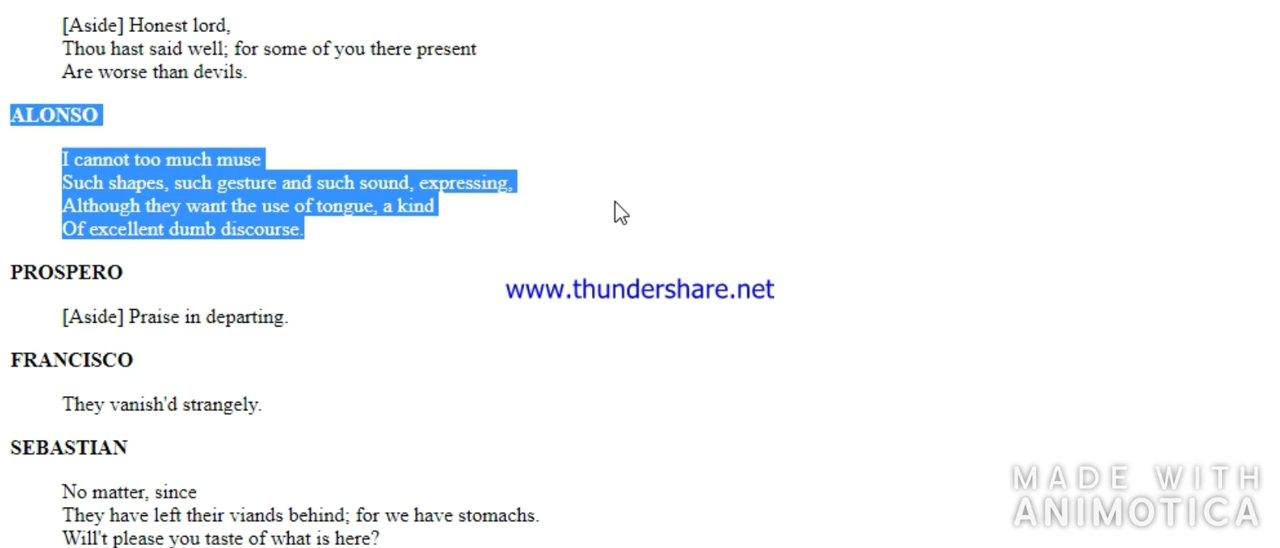 [Aside] Honest lord,
Thou hast said well; for some of you there present
Are worse than devils.
ALONSO
I cannot too much muse
Such shapes, such gesture and such sound, expressing,
Although they want the use of tongue, a kind
Of excellent dumb discourse.
PROSPERO
www.thundershare.net
[Aside] Praise in departing.
FRANCISCO
They vanish'd strangely.
SEBASTIAN
No matter, since
They have left their viands behind; for we have stomachs.
Will't please you taste of what is here?
MADE WITH
ANIMOTICA